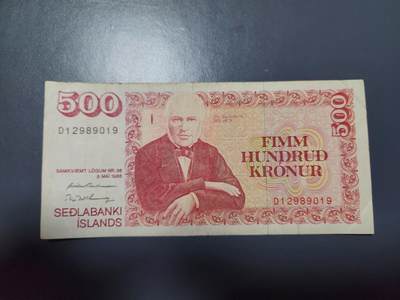 500
D12989019
SAMKVÆMT LÖGUM NR. 36
5 MAÍ 1986
SEÐLABANKI
ÍSLANDS
FIMM
HUNDRUÐ
KRÓNUR
D12989019
500